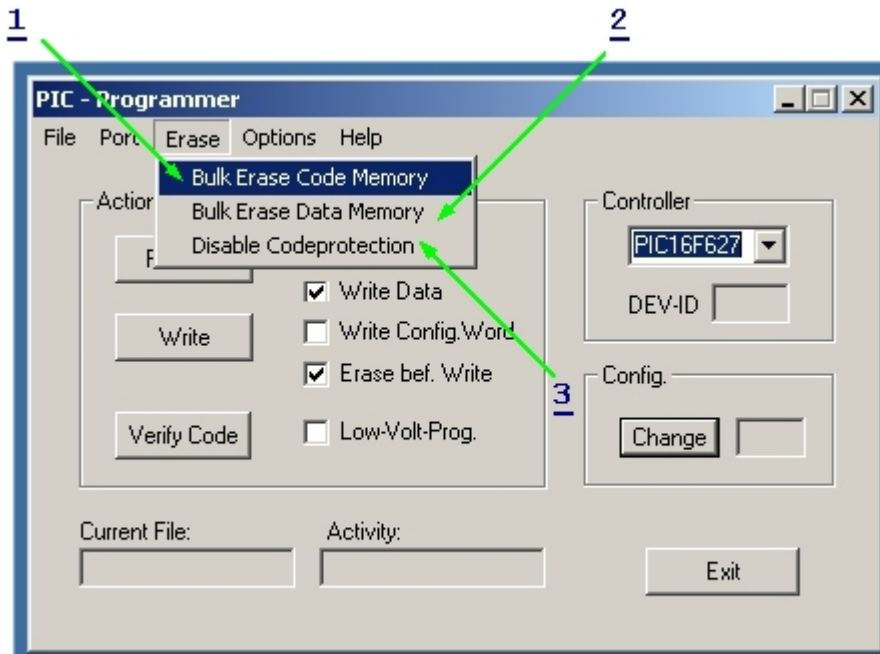 1 2
PIC - Programmer
File Port Erase Options Help
Bulk Erase Code Memory
Bulk Erase Data Memory
Disable Codeprotection
Action
Write Data
Write
Write Config.Word
Erase bef. Write
Verify Code
Low-Volt-Prog.
Controller
PIC16F627
DEV-ID
3
Config.
Change
Current File:
Activity:
Exit